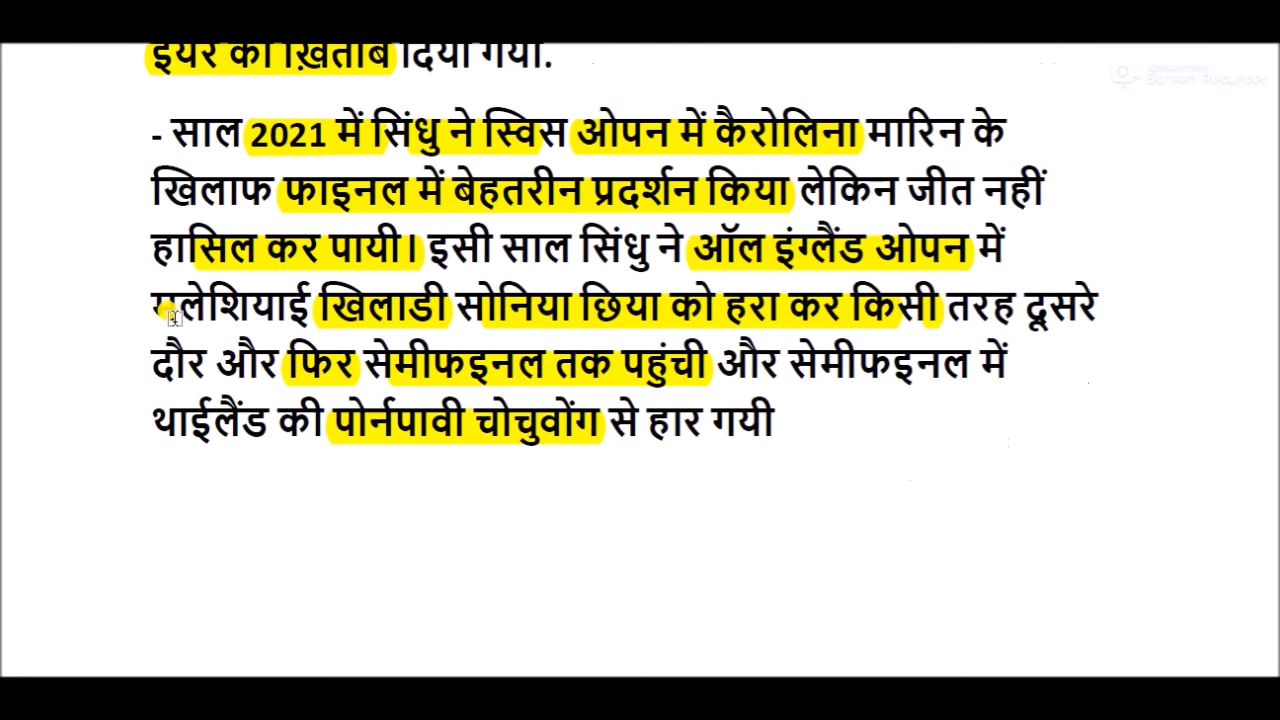 इयर का ख़िताब दिया गया.
- साल 2021 में सिंधु ने स्विस ओपन में कैरोलिना मारिन के
खिलाफ फाइनल में बेहतरीन प्रदर्शन किया लेकिन जीत नहीं
हासिल कर पायी। इसी साल सिंधु ने ऑल इंग्लैंड ओपन में
मलेशियाई खिलाडी सोनिया छिया को हरा कर किसी तरह दूसरे
दौर और फिर सेमीफइनल तक पहुंची और सेमीफइनल में
थाईलैंड की पोर्नपावी चोचुवोंग से हार गयी